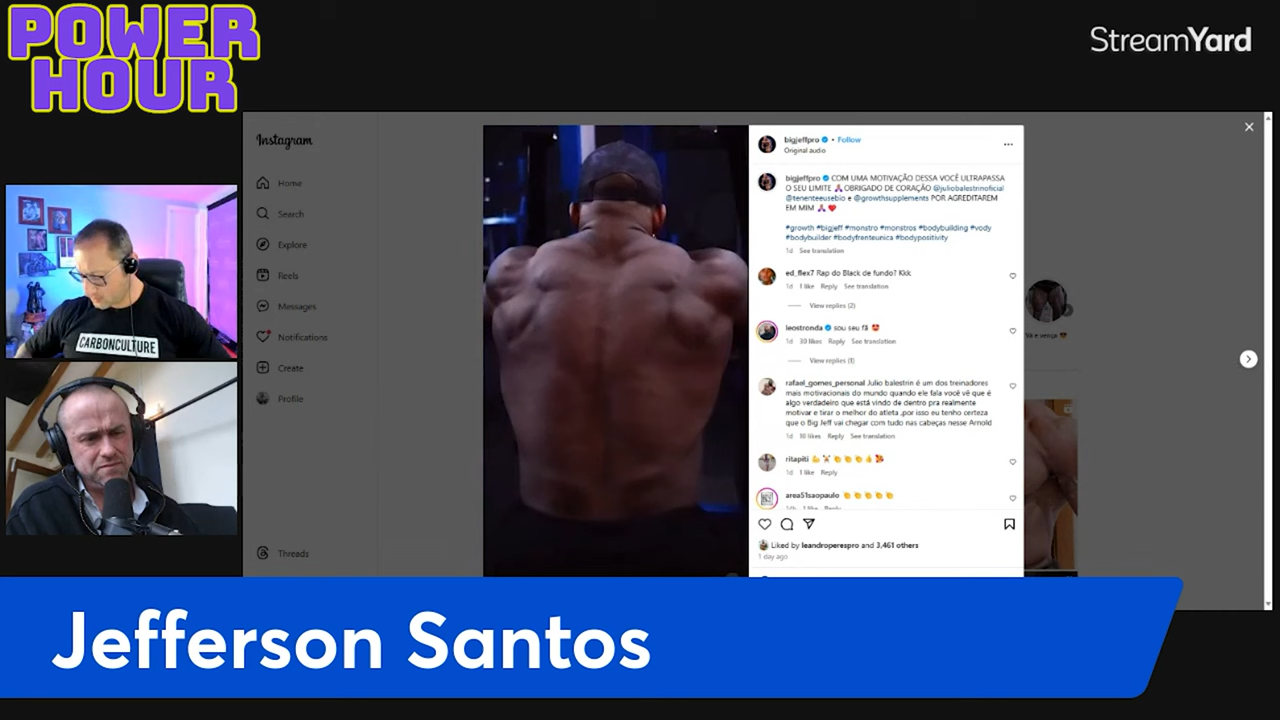 POWER
HOUR
StreamYard
CARBONCULTURE
Instagram
Home
Search
Explore
Reels
Messages
Notifications
Create
Profile
Threads
bigjeffpro • Follow
Original audio
bigjeffpro COM UMA MOTIVAÇÃO DESSA VOCÊ ULTRAPASSA
O SEU LIMITE 🙏 OBRIGADO DE CORAÇÃO @juliobalestrinoficial
@tenenteeusebio e @growthsupplements POR AGREDITAREM
EM MIM 🙏 ❤️
#growth #bigjeff #monstro #monstros #bodybuilding #vody
#bodybuilder #bodyfrenteunica #bodypositivity
1d See translation
ed_flex7 Rap do Black de fundo? Kkk
1d 1 like Reply See translation
View replies (2)
leostronda sou seu fã 😍
1d 30 likes Reply See translation
View replies (1)
rafael_gomes_personal Julio balestrin é um dos treinadores
mais motivacionais do mundo quando ele fala você vê que é
algo verdadeiro que está vindo de dentro pra realmente
motivar e tirar o melhor do atleta ,por isso eu tenho certeza
que o Big Jeff vai chegar com tudo nas cabeças nesse Arnold
1d 10 likes Reply See translation
ritapiti
1d 1 like Reply
area51saopaulo 👏👏👏👏👏
Liked by leandroperespro and 3,461 others
1 day ago
Jefferson Santos